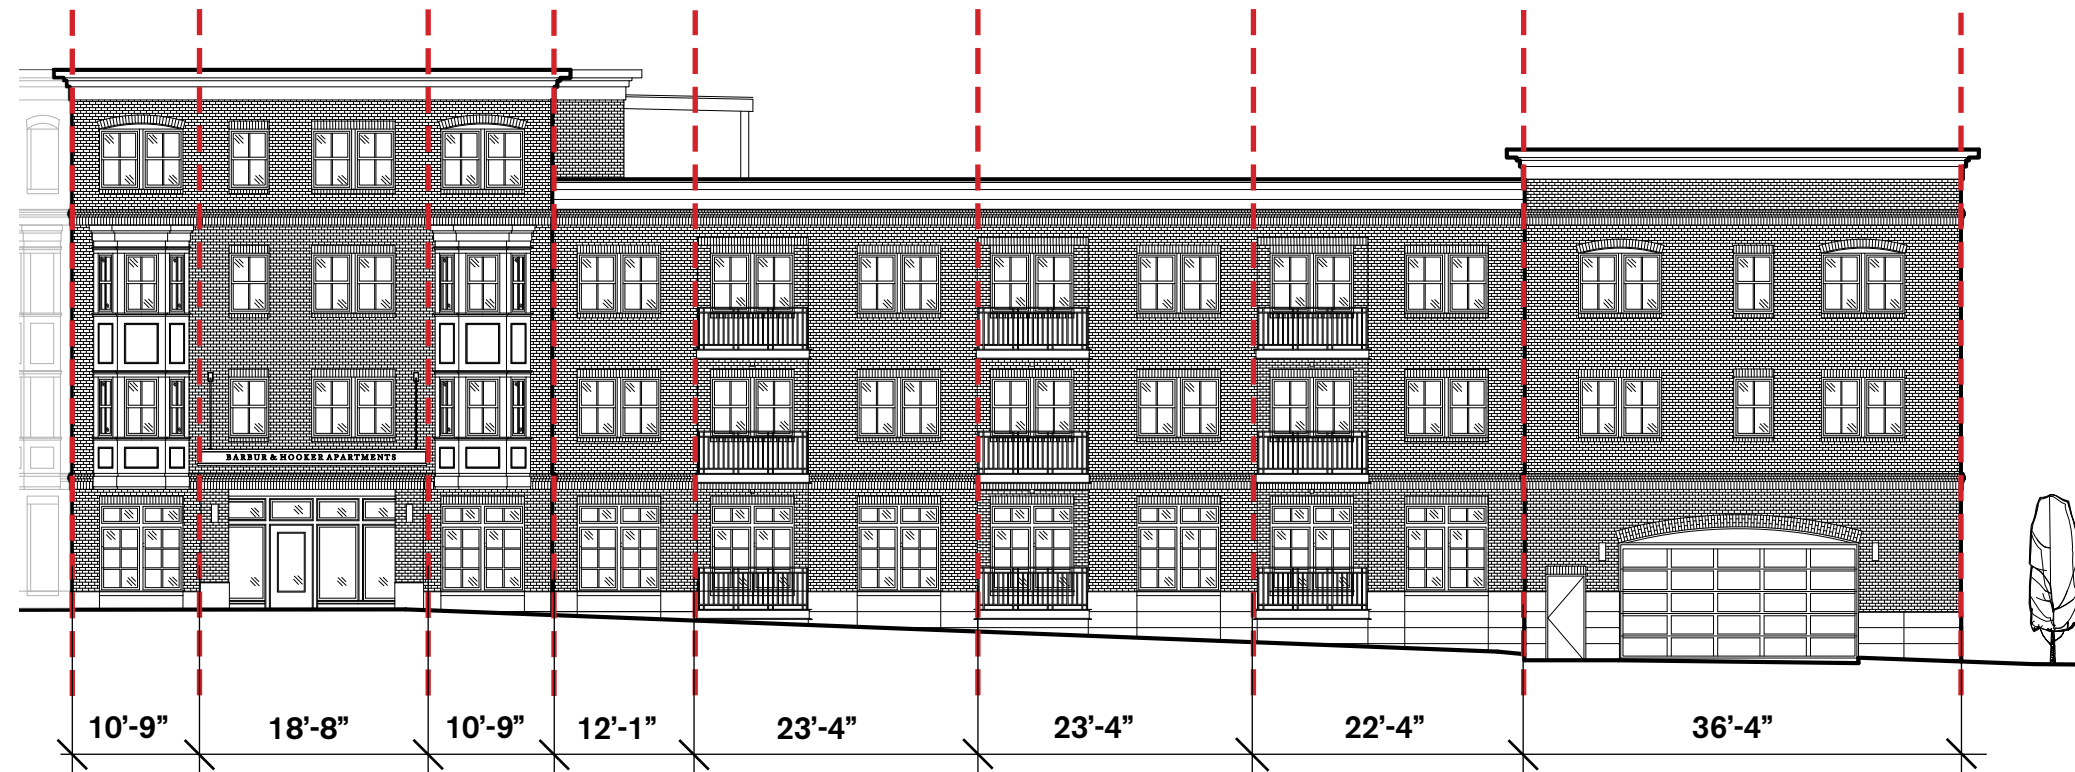 BARBUR & HOOKER APARTMENTS
10’-9” 18’-8” 10’-9” 12’-1” 23’-4” 23’-4” 22’-4” 36’-4”